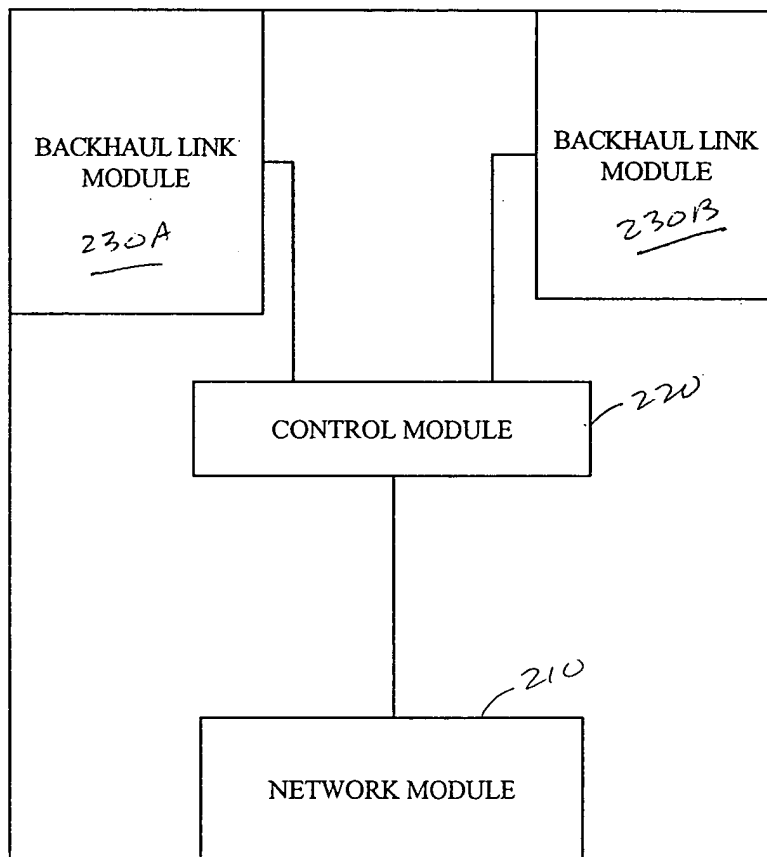 BACKHAUL LINK
MODULE
230A
BACKHAUL LINK
MODULE
230B
CONTROL MODULE
220
210
NETWORK MODULE